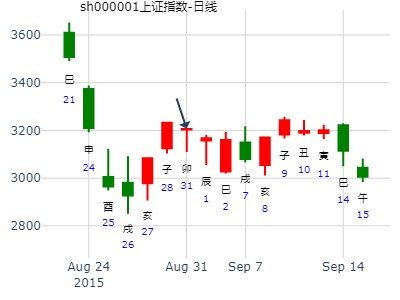 sh000001上证指数-日线
3600
3400
3200
3000
2800
巳
21
申
24
酉
25
戌
26
亥
27
子
28
卯
31
辰
1
巳
2
戌
7
亥
8
子
9
丑
10
寅
11
巳
14
午
15
Aug 24
2015
Aug 31
Sep 7
Sep 14